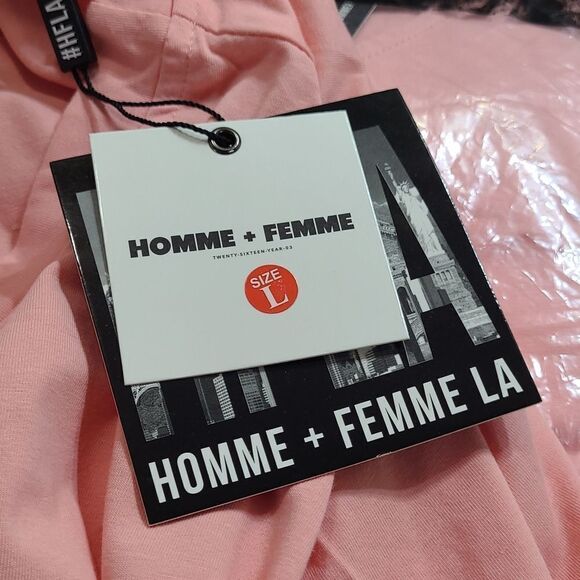 #HFLA
HOMME + FEMME
TWENTY-SIXTEEN-YEAR-03
SIZE
L
HOMME + FEMME LA